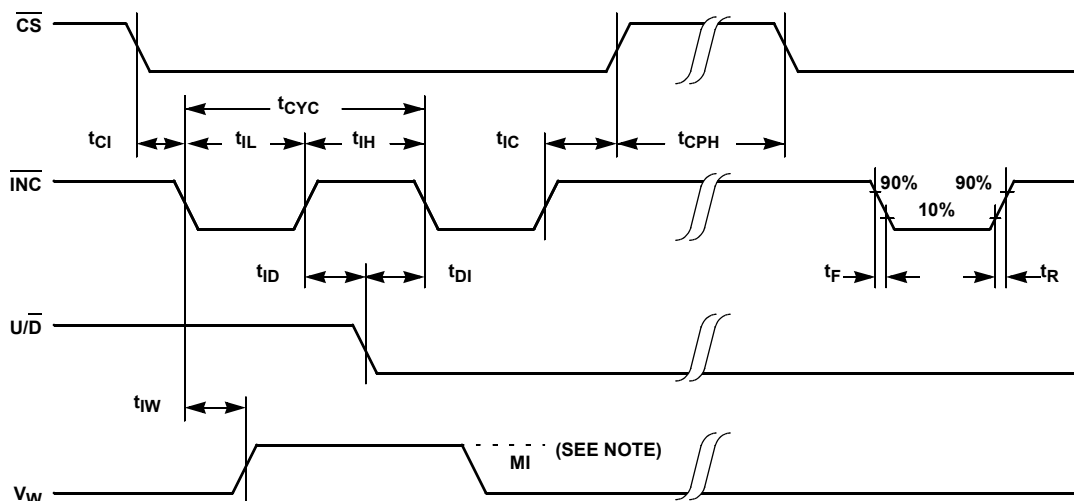 CS
tCYC
tCI tIL tIH tIC tCPH
INC
90% 90%
10%
tID tDI tF tR
U/D
tIW
MI (SEE NOTE)
VW